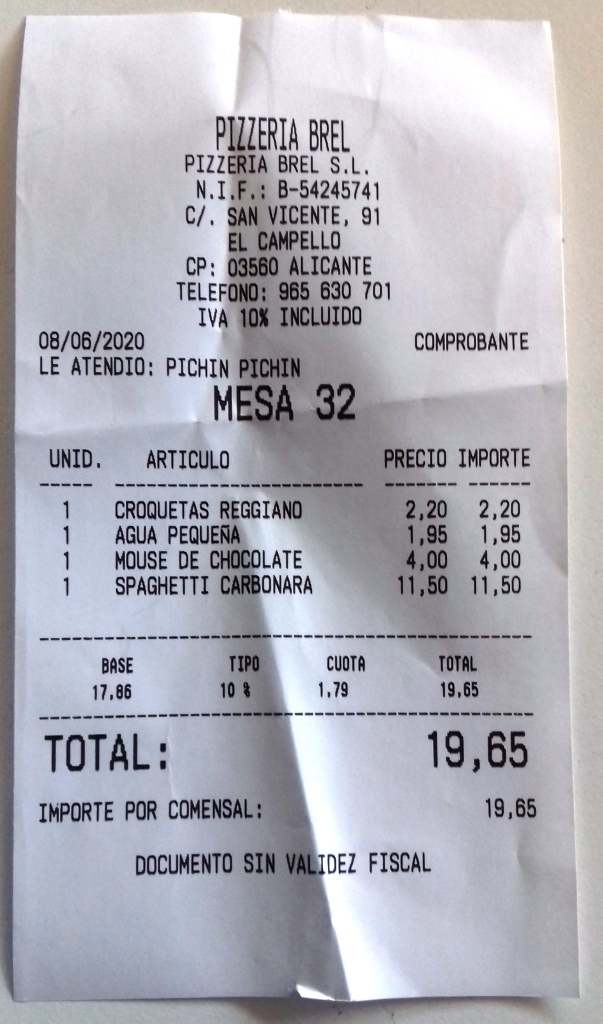 PIZZERIA BREL
PIZZERIA BREL S.L.
N.I.F.: B-54245741
C/. SAN VICENTE, 91
EL CAMPELLO
CP: 03560 ALICANTE
TELEFONO: 965 630 701
IVA 10% INCLUIDO
08/06/2020 COMPROBANTE
LE ATENDIO: PICHIN PICHIN
MESA 32
UNID. ARTICULO PRECIO IMPORTE
1 CROQUETAS REGGIANO 2,20 2,20
1 AGUA PEQUEÑA 1,95 1,95
1 MOUSE DE CHOCOLATE 4,00 4,00
1 SPAGHETTI CARBONARA 11,50 11,50
BASE TIPO CUOTA TOTAL
17,86 10 % 1,79 19,65
TOTAL: 19,65
IMPORTE POR COMENSAL: 19,65
DOCUMENTO SIN VALIDEZ FISCAL